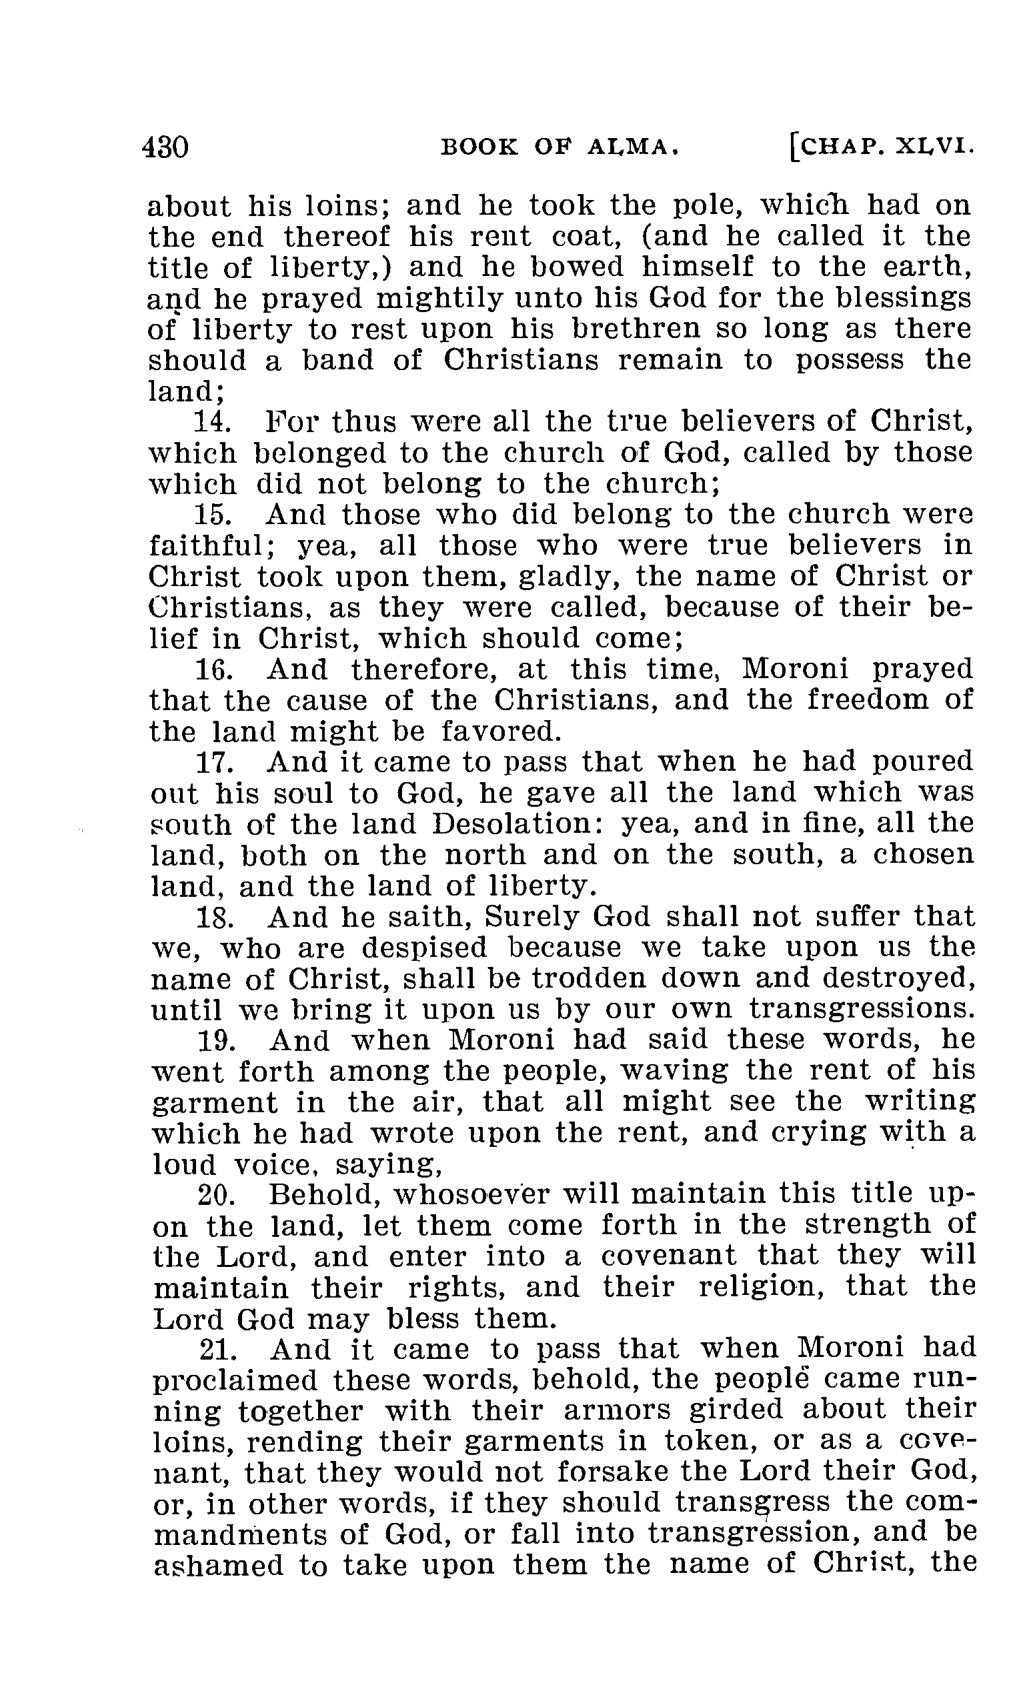 430 BOOK OF ALMA. [CHAP. XLVI.
about his loins; and he took the pole, which had on
the end thereof his rent coat, (and he called it the
title of liberty,) and he bowed himself to the earth,
and he prayed mightily unto his God for the blessings
of liberty to rest upon his brethren so long as there
should a band of Christians remain to possess the
land;
14. For thus were all the true believers of Christ,
which belonged to the church of God, called by those
which did not belong to the church;
15. And those who did belong to the church were
faithful; yea, all those who were true believers in
Christ took upon them, gladly, the name of Christ or
Christians, as they were called, because of their be-
lief in Christ, which should come;
16. And therefore, at this time, Moroni prayed
that the cause of the Christians, and the freedom of
the land might be favored.
17. And it came to pass that when he had poured
out his soul to God, he gave all the land which was
south of the land Desolation: yea, and in fine, all the
land, both on the north and on the south, a chosen
land, and the land of liberty.
18. And he saith, Surely God shall not suffer that
we, who are despised because we take upon us the
name of Christ, shall be trodden down and destroyed,
until we bring it upon us by our own transgressions.
19. And when Moroni had said these words, he
went forth among the people, waving the rent of his
garment in the air, that all might see the writing
which he had wrote upon the rent, and crying with a
loud voice, saying,
20. Behold, whosoever will maintain this title up-
on the land, let them come forth in the strength of
the Lord, and enter into a covenant that they will
maintain their rights, and their religion, that the
Lord God may bless them.
21. And it came to pass that when Moroni had
proclaimed these words, behold, the people came run-
ning together with their armors girded about their
loins, rending their garments in token, or as a cove-
nant, that they would not forsake the Lord their God,
or, in other words, if they should transgress the com-
mandments of God, or fall into transgression, and be
ashamed to take upon them the name of Christ, the